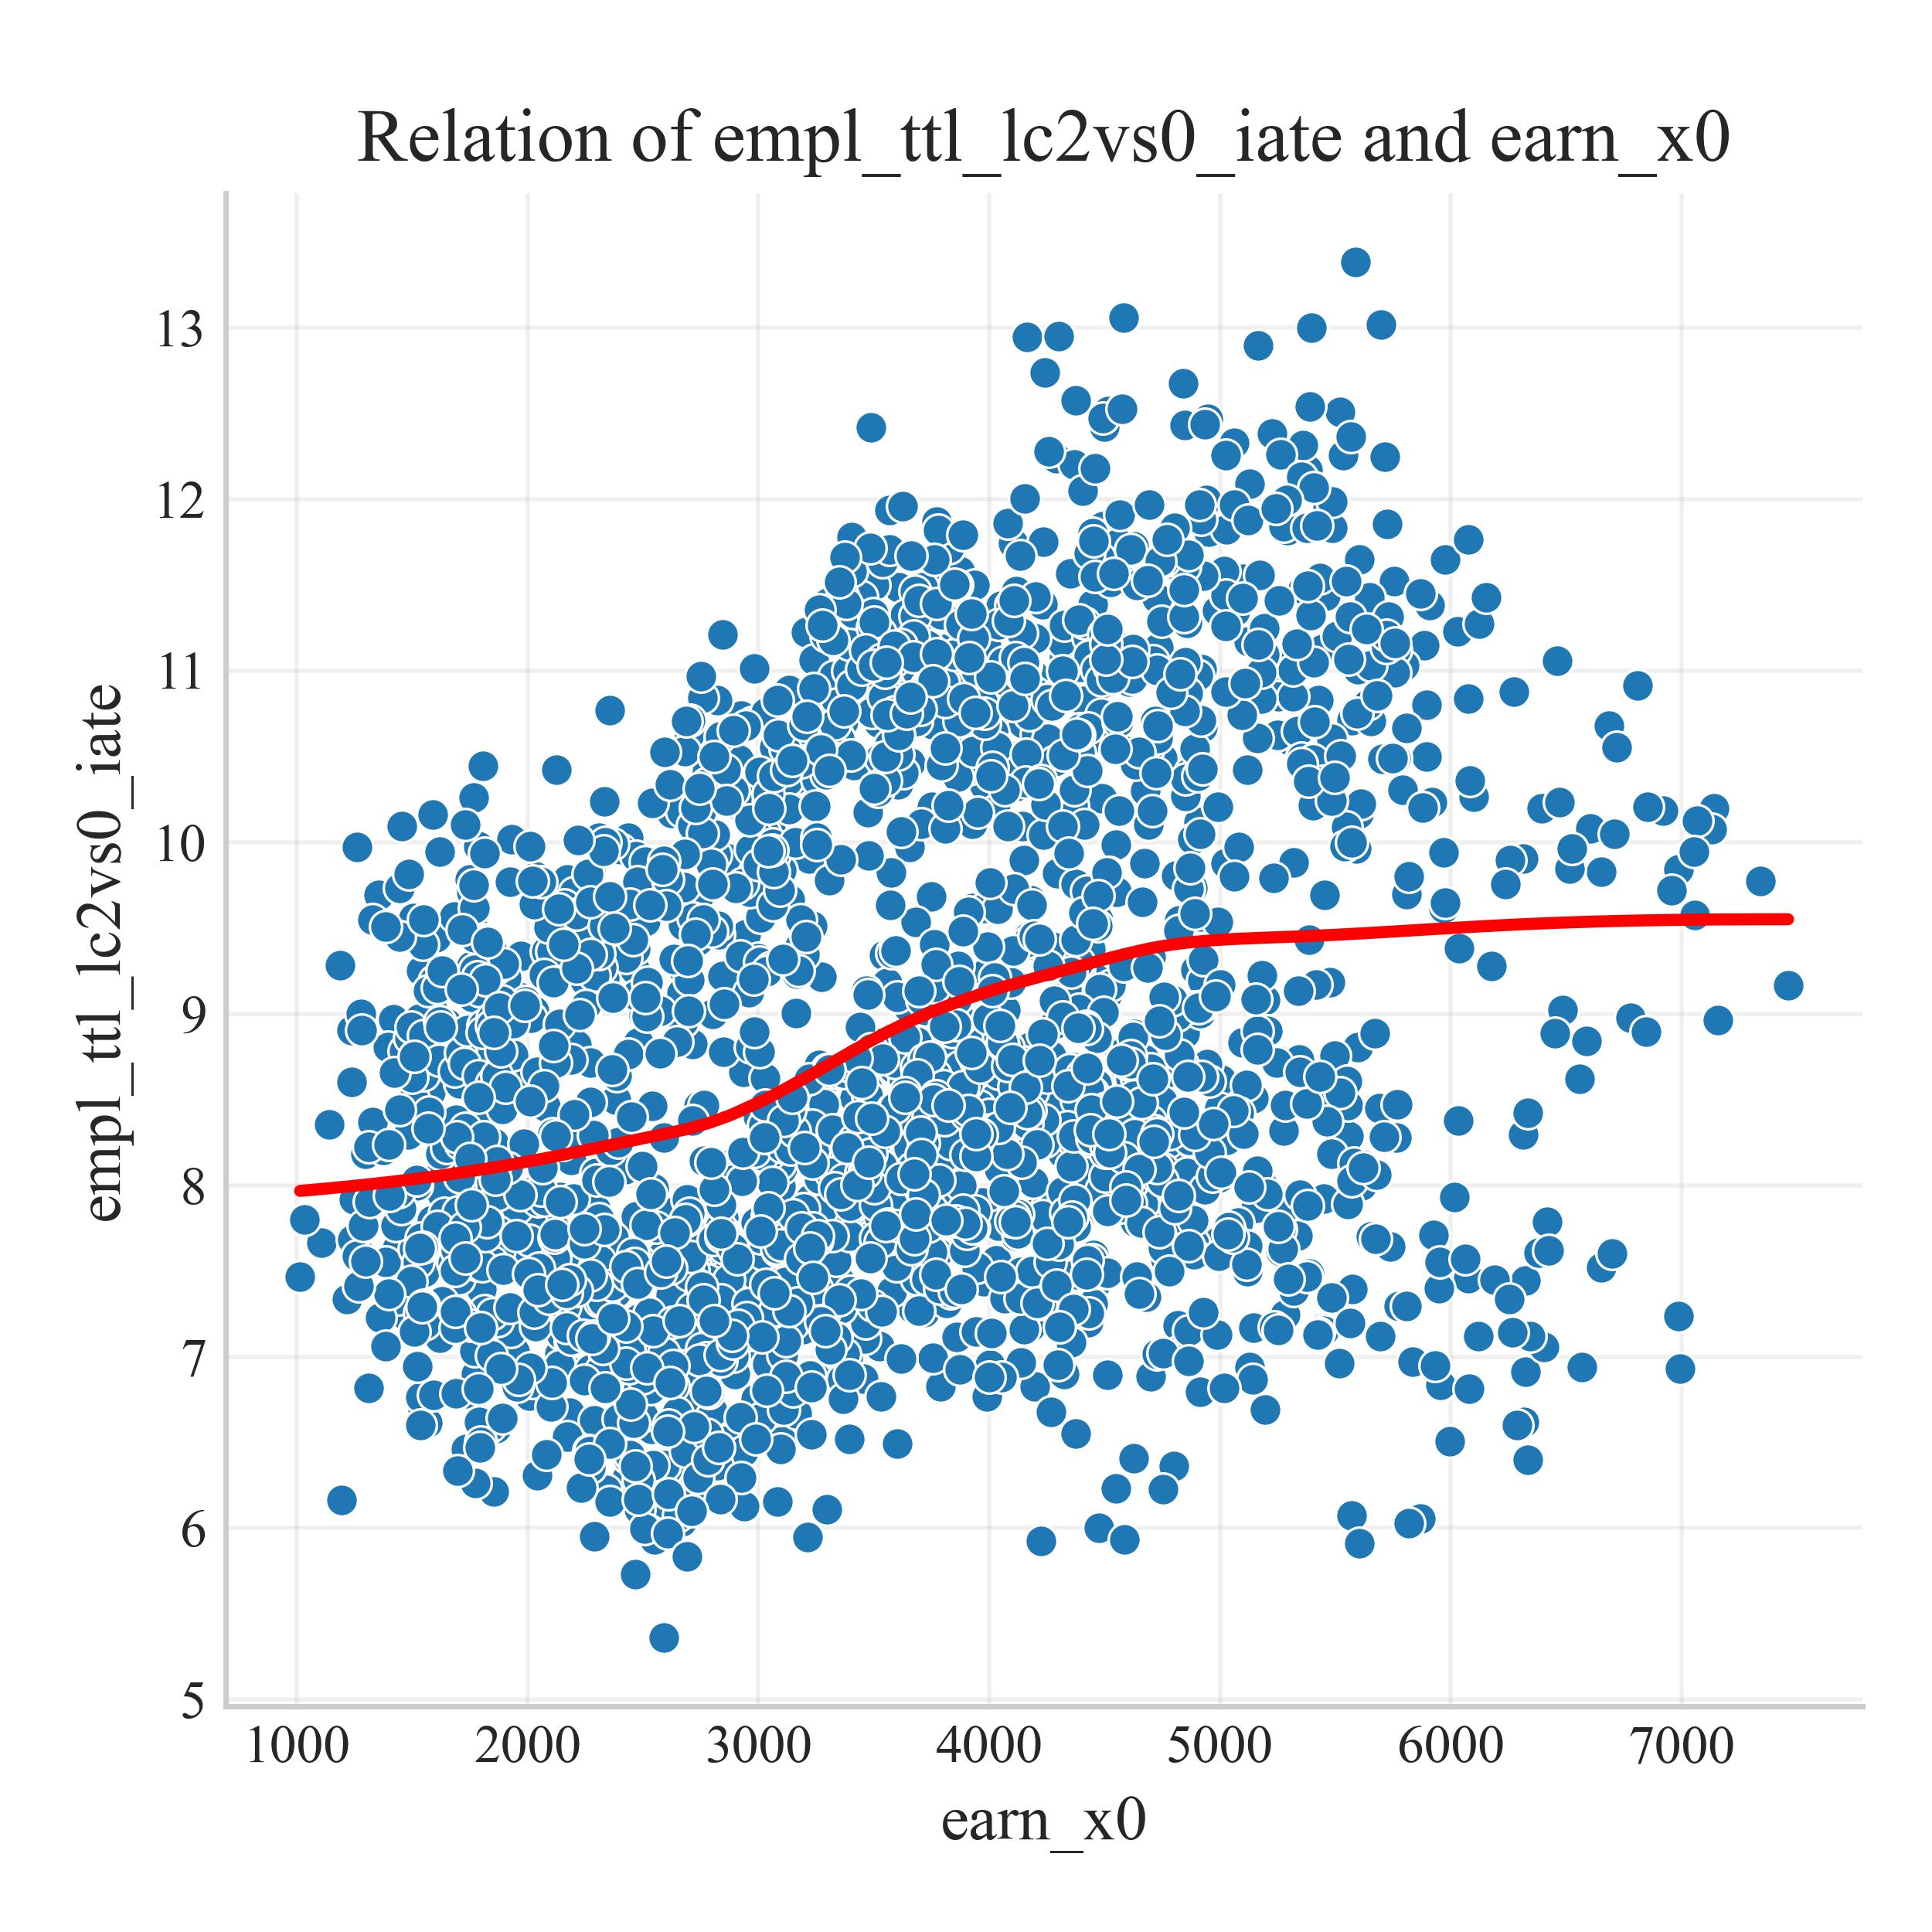 Relation of empl_ttl_lc2vs0_iate and earn_x0
empl_ttl_lc2vs0_iate
13
12
11
10
9
8
7
6
5
1000 2000 3000 4000 5000 6000 7000
earn_x0